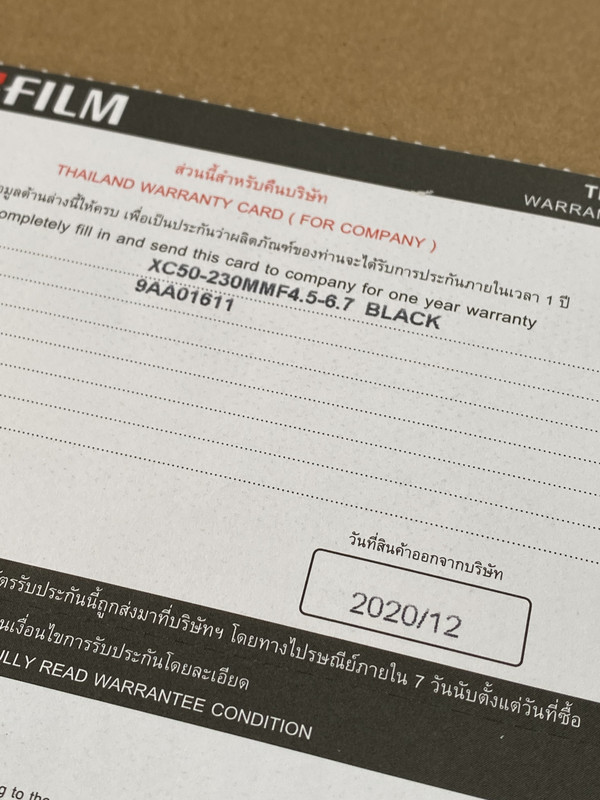 FILM
ส่วนนี้สำหรับคืนบริษัท
THAILAND WARRANTY CARD ( FOR COMPANY )
ข้อมูลด้านล่างนี้ให้ครบ เพื่อเป็นประกันว่าผลิตภัณฑ์ของท่านจะได้รับการประกันภายในเวลา 1 ปี
ompletely fill in and send this card to company for one year warranty
XC50-230MMF4.5-6.7 BLACK
9AA01611
วันที่สินค้าออกจากบริษัท
2020/12
ตรรับประกันนี้ถูกส่งมาที่บริษัทฯ โดยทางไปรษณีย์ภายใน 7 วันนับตั้งแต่วันที่ซื้อ
นเงื่อนไขการรับประกันโดยละเอียด
ULLY READ WARRANTEE CONDITION